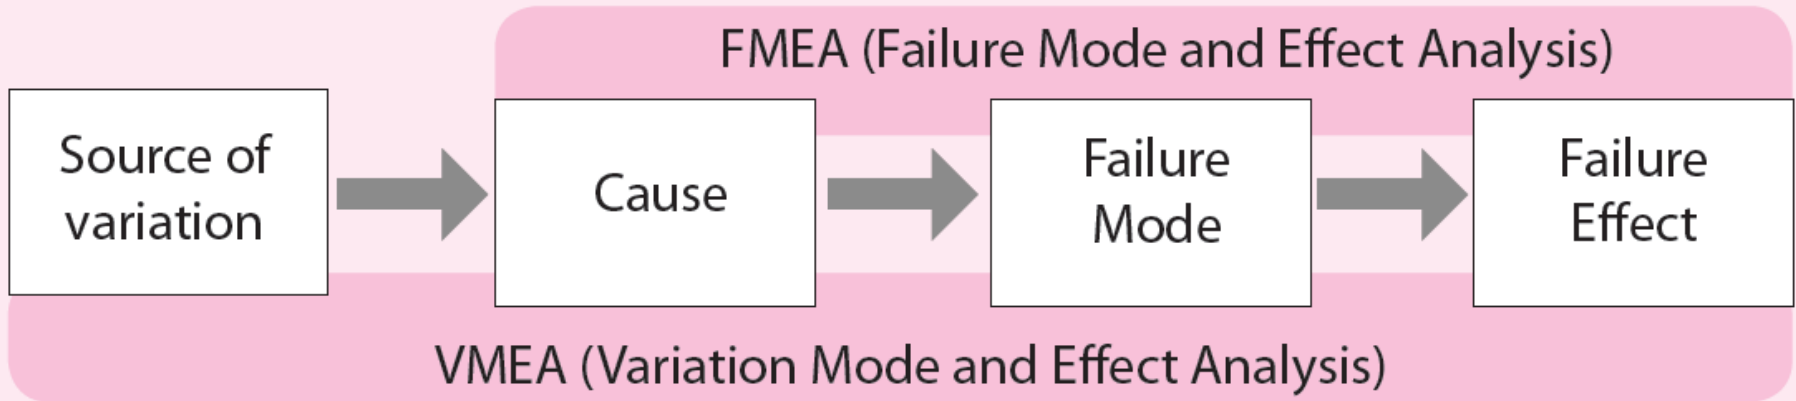 FMEA (Failure Mode and Effect Analysis)
Source of
variation
Cause
Failure
Mode
Failure
Effect
VMEA (Variation Mode and Effect Analysis)